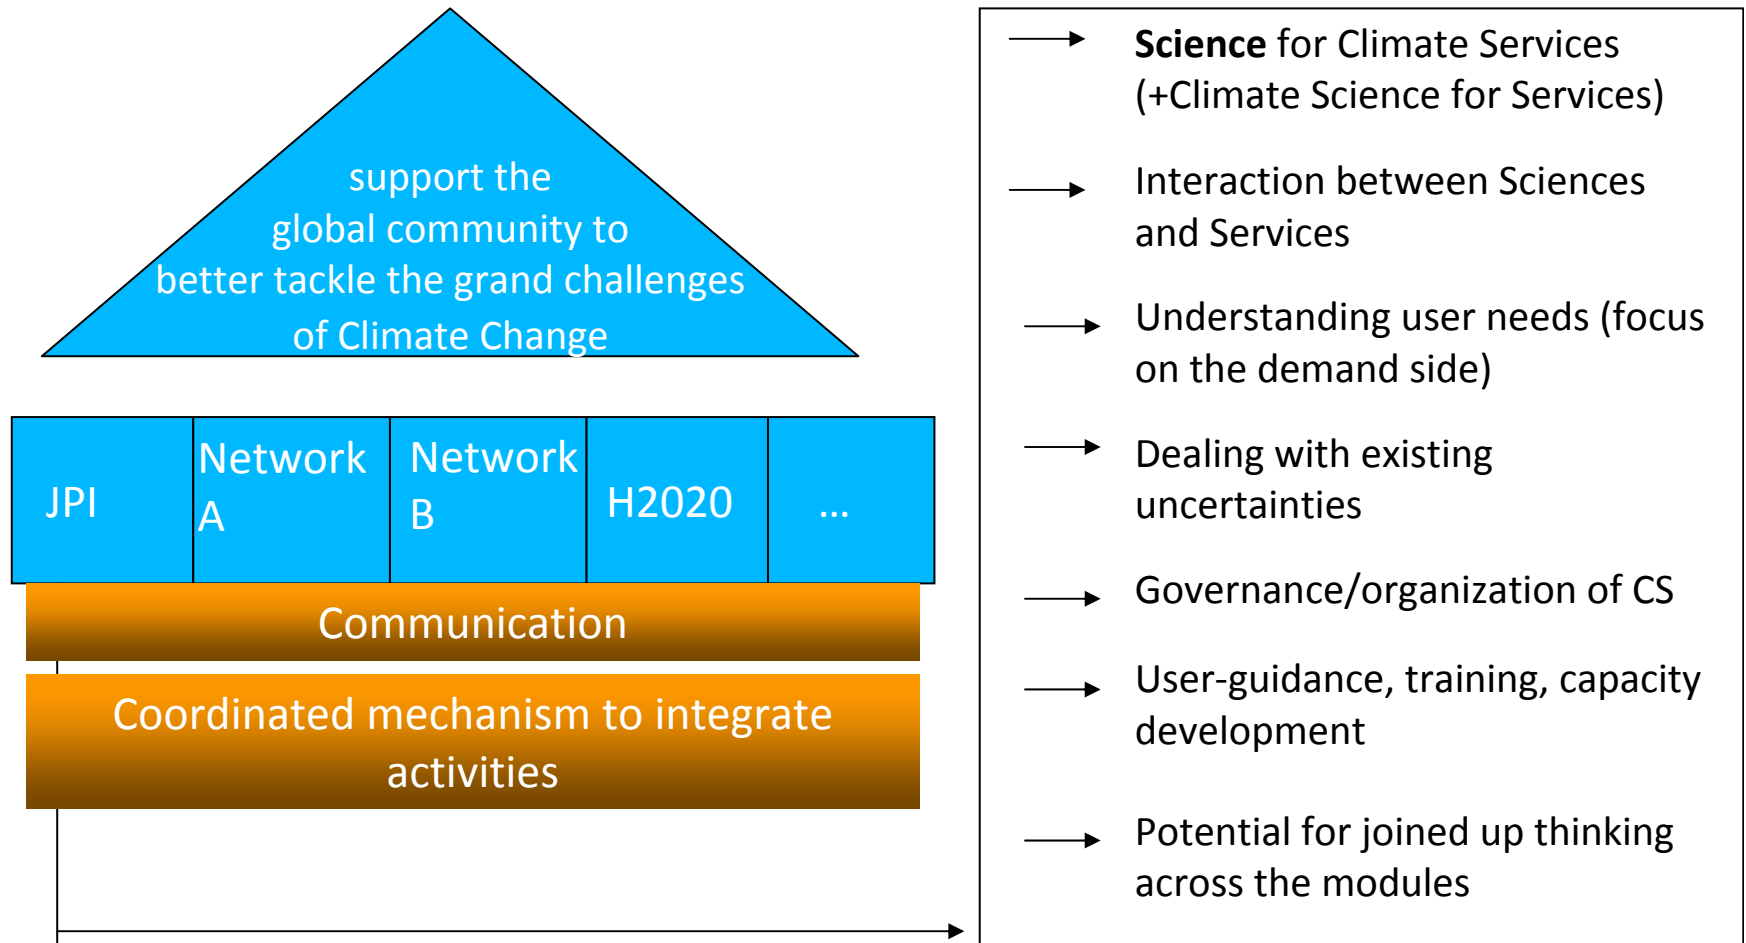 support the
global community to
better tackle the grand challenges
of Climate Change
JPI
Network
A
Network
B
H2020
...
Communication
Coordinated mechanism to integrate
activities
Science for Climate Services
(+Climate Science for Services)
Interaction between Sciences
and Services
Understanding user needs (focus
on the demand side)
Dealing with existing
uncertainties
Governance/organization of CS
User-guidance, training, capacity
development
Potential for joined up thinking
across the modules